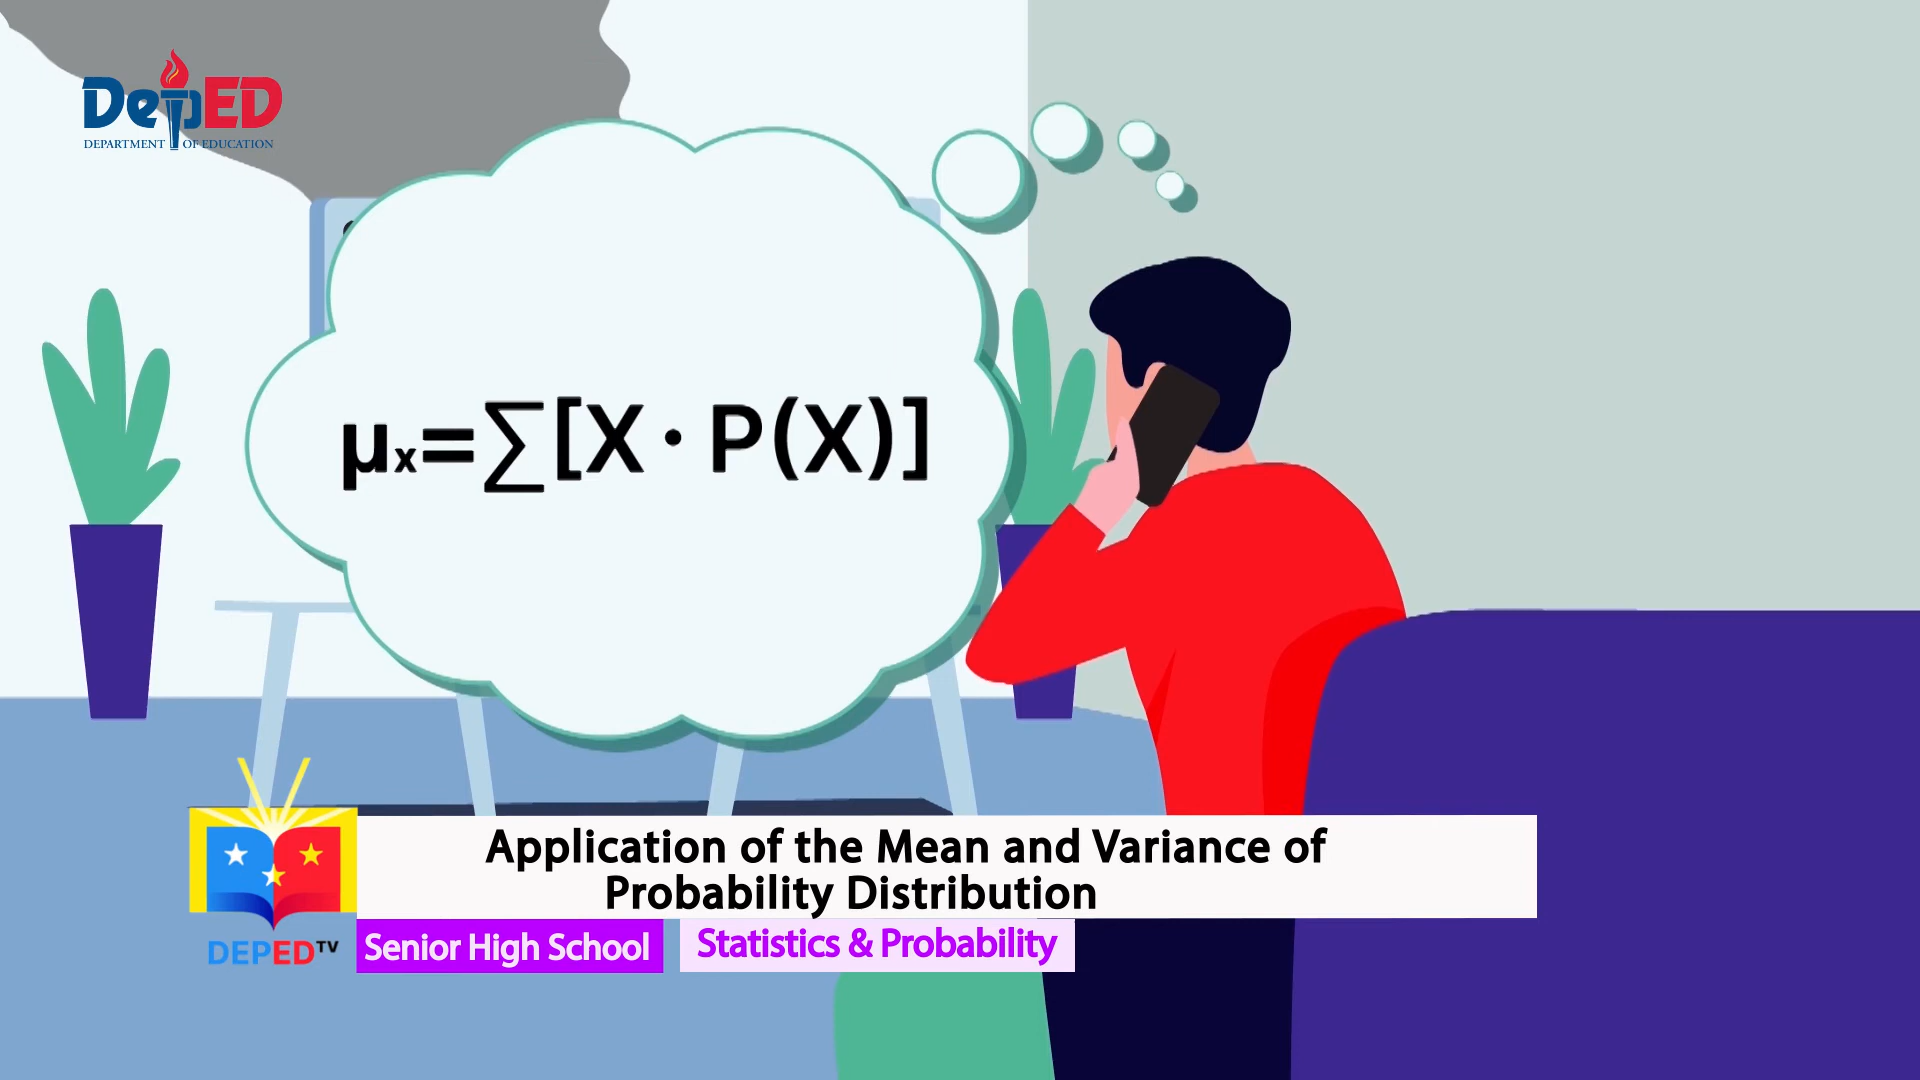 DepED
DEPARTMENT OF EDUCATION
μx=∑[X · P(X)]
Application of the Mean and Variance of
Probability Distribution
DEPED TV
Senior High School
Statistics & Probability